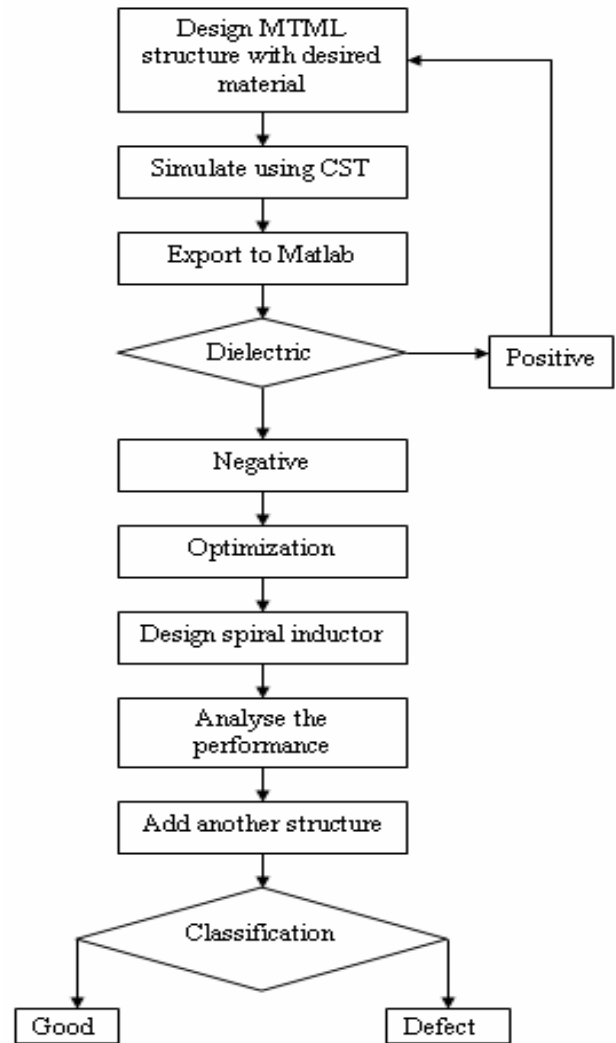 Design MTML
structure with desired
material
Simulate using CST
Export to Matlab
Dielectric
Positive
Negative
Optimization
Design spiral inductor
Analyse the
performance
Add another structure
Classification
Good
Defect